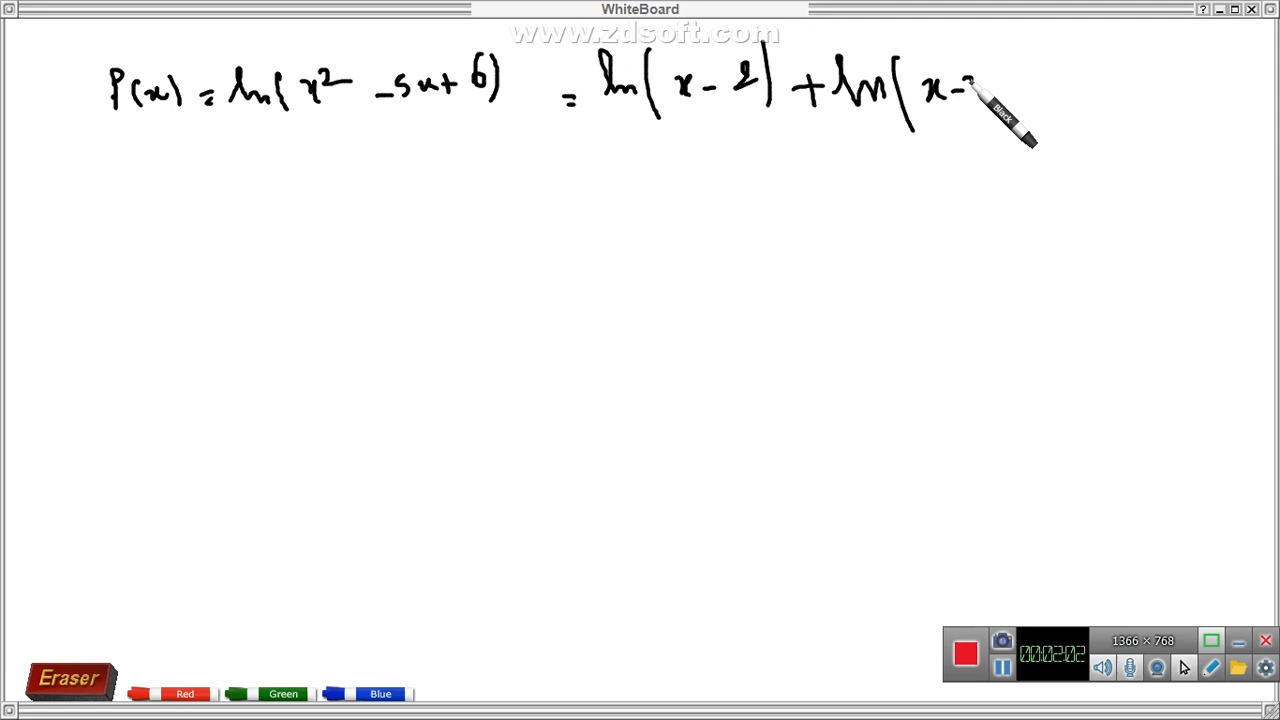 WhiteBoard
www.zdsoft.com
P(x) = ln(x² - 5x + 6) = ln(x - 2) + ln(x -
Black
1366 × 768
00:02:02
Eraser
Red Green Blue